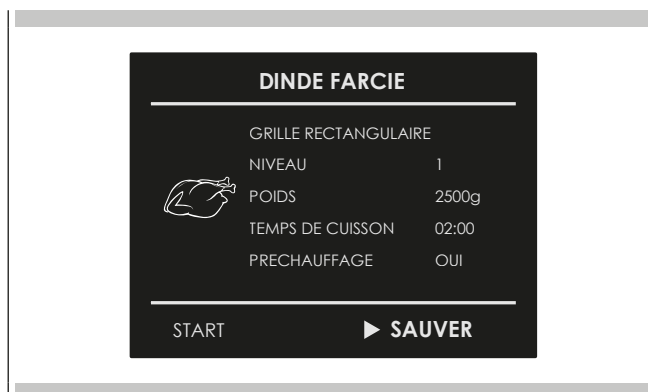 DINDE FARCIE
GRILLE RECTANGULAIRE
NIVEAU 1
POIDS 2500g
TEMPS DE CUISSON 02:00
PRECHAUFFAGE OUI
START ▶ SAUVER